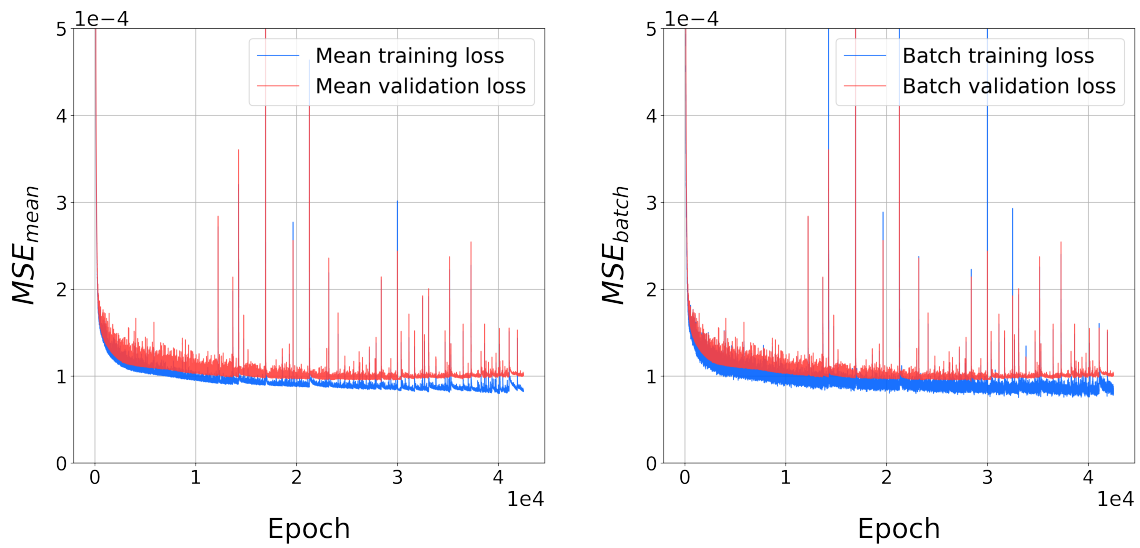 1e−4
5
4
3
2
1
0
MSE_mean
Mean training loss
Mean validation loss
0
1
2
3
4
1e4
Epoch
1e−4
5
4
3
2
1
0
MSE_batch
Batch training loss
Batch validation loss
0
1
2
3
4
1e4
Epoch